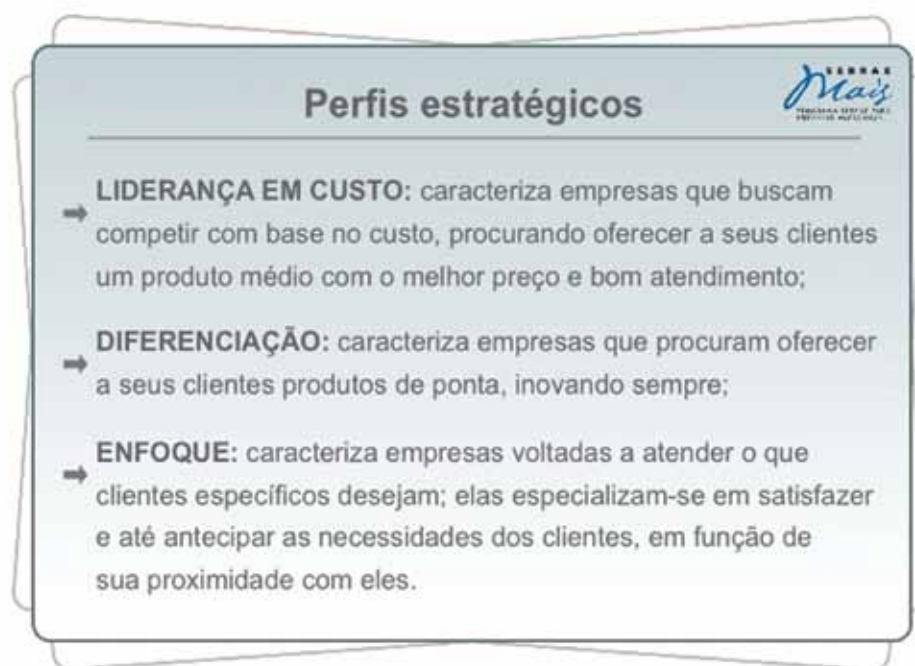 SEBRAE
Mais
Perfis estratégicos
LIDERANÇA EM CUSTO: caracteriza empresas que buscam
competir com base no custo, procurando oferecer a seus clientes
um produto médio com o melhor preço e bom atendimento;
DIFERENCIAÇÃO: caracteriza empresas que procuram oferecer
a seus clientes produtos de ponta, inovando sempre;
ENFOQUE: caracteriza empresas voltadas a atender o que
clientes específicos desejam; elas especializam-se em satisfazer
e até antecipar as necessidades dos clientes, em função de
sua proximidade com eles.